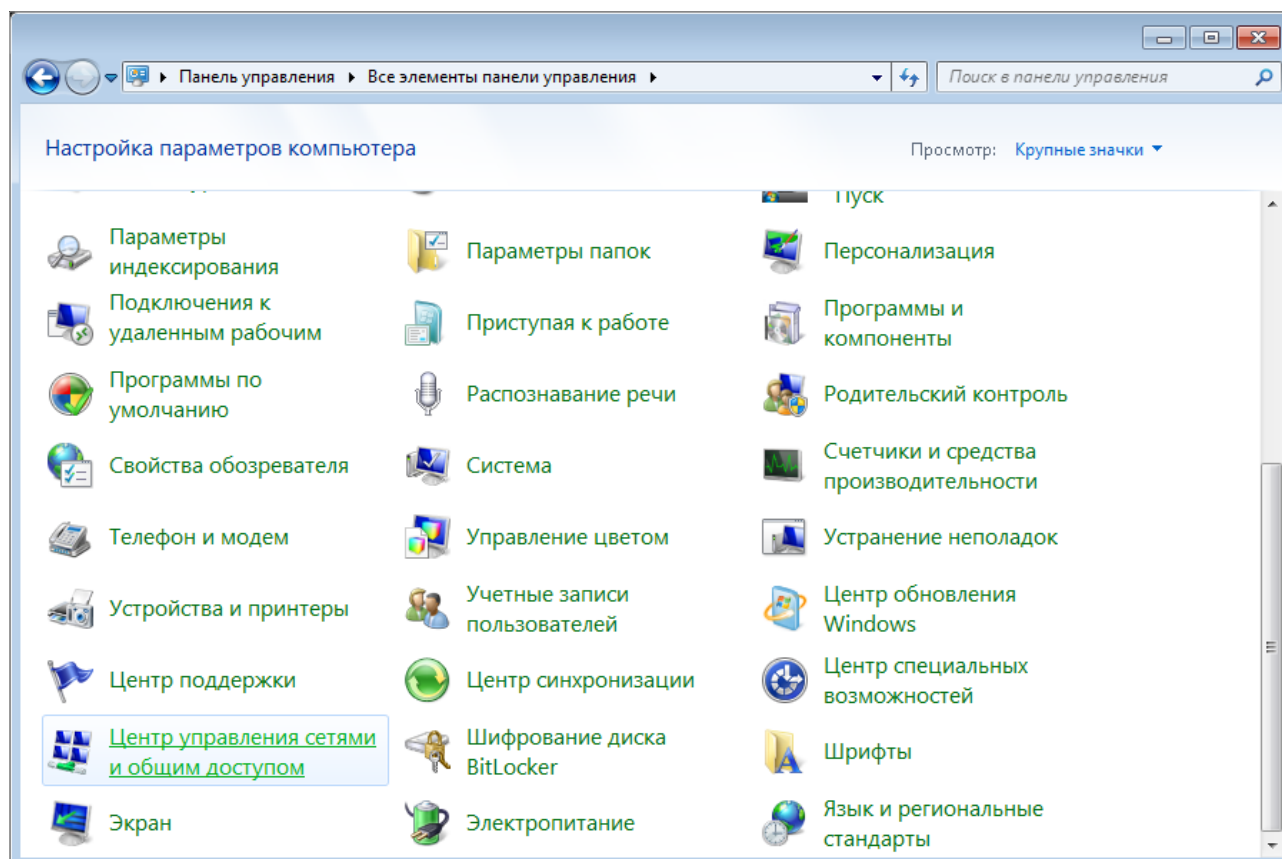 Панель управления ▸ Все элементы панели управления ▸
Поиск в панели управления
Настройка параметров компьютера
Просмотр: Крупные значки
Пуск
Параметры
индексирования
Параметры папок
Персонализация
Подключения к
удаленным рабочим
Приступая к работе
Программы и
компоненты
Программы по
умолчанию
Распознавание речи
Родительский контроль
Свойства обозревателя
Система
Счетчики и средства
производительности
Телефон и модем
Управление цветом
Устранение неполадок
Устройства и принтеры
Учетные записи
пользователей
Центр обновления
Windows
Центр поддержки
Центр синхронизации
Центр специальных
возможностей
Центр управления сетями
и общим доступом
Шифрование диска
BitLocker
Шрифты
Экран
Электропитание
Язык и региональные
стандарты